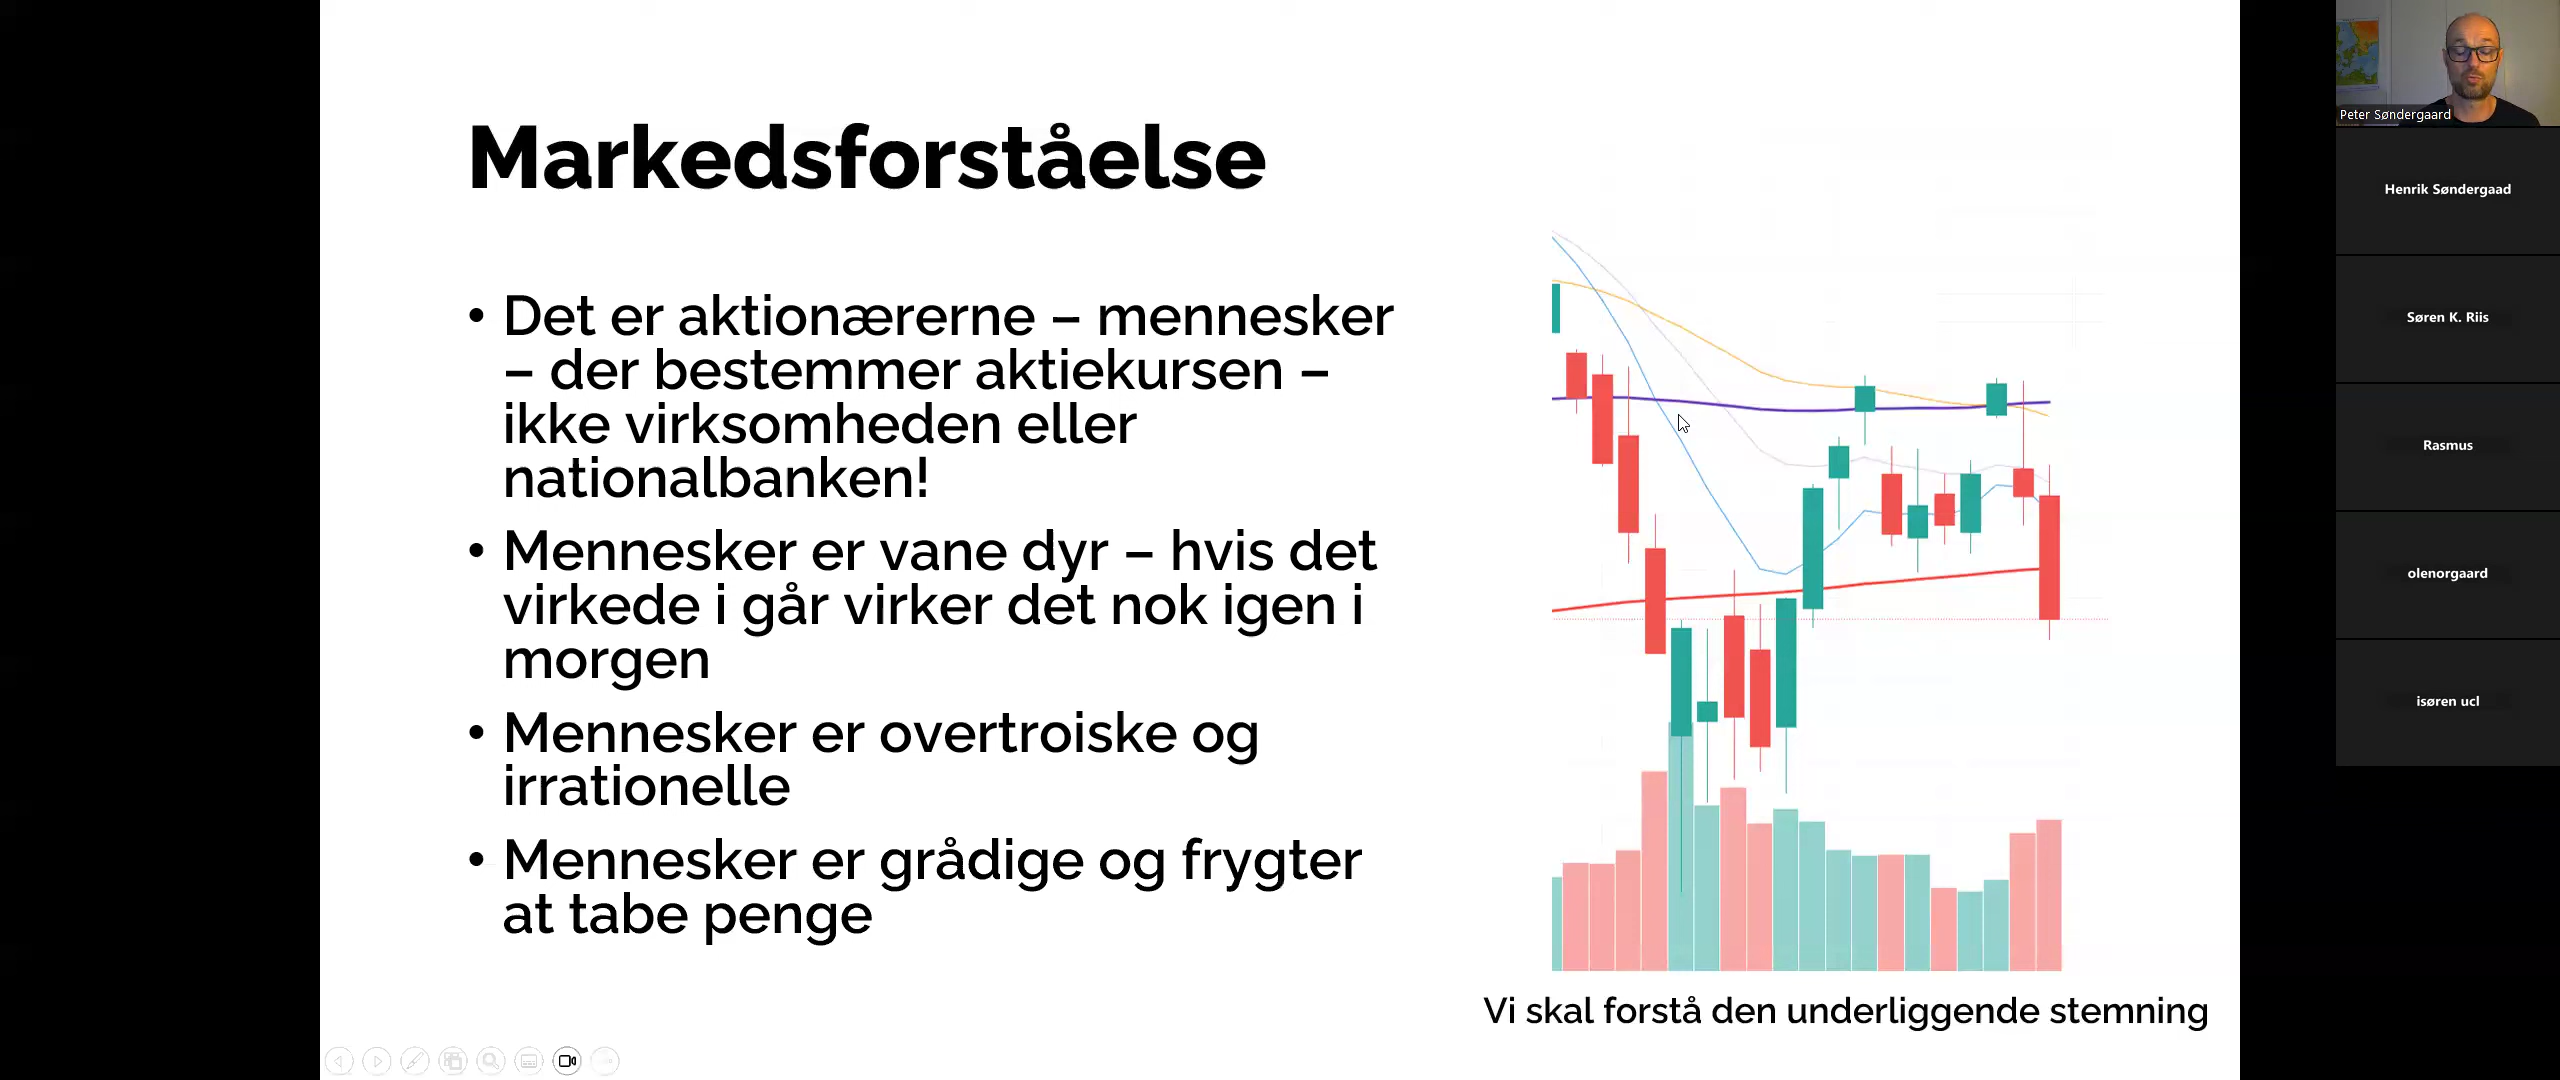 Markedsforståelse
• Det er aktionærerne – mennesker
– der bestemmer aktiekursen –
ikke virksomheden eller
nationalbanken!
• Mennesker er vane dyr – hvis det
virkede i går virker det nok igen i
morgen
• Mennesker er overtroiske og
irrationelle
• Mennesker er grådige og frygter
at tabe penge
Vi skal forstå den underliggende stemning
Peter Søndergaard
Henrik Søndergaad
Søren K. Riis
Rasmus
olenorgaard
isøren ucl